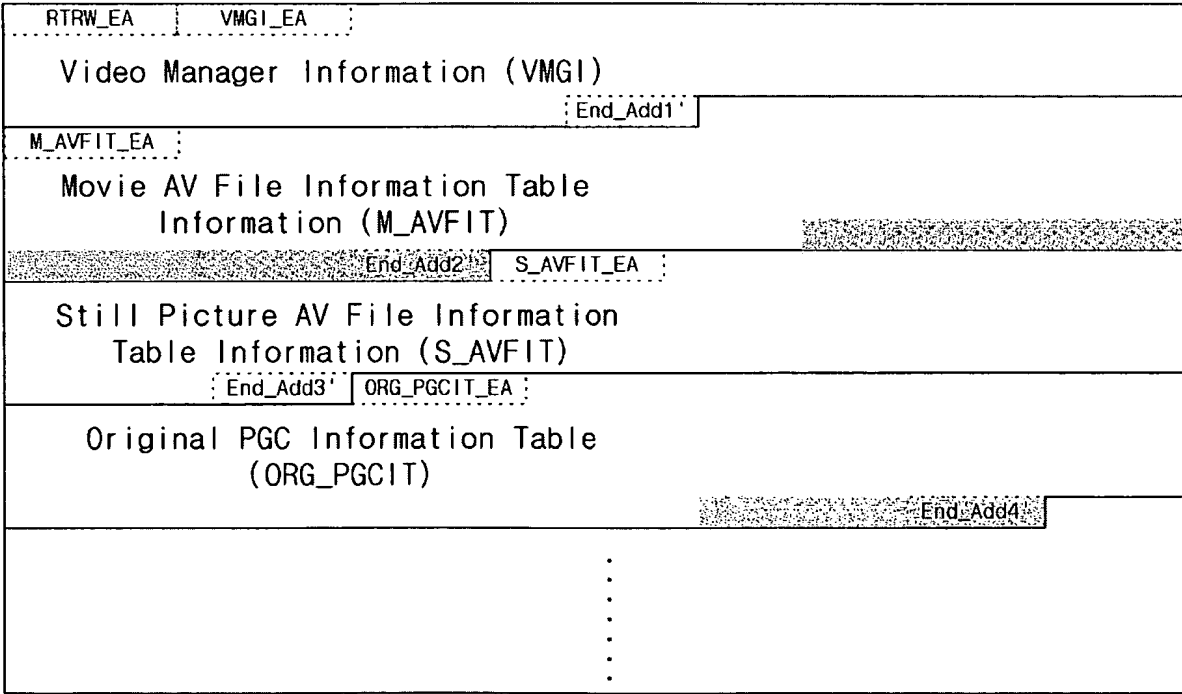 RTRW_EA VMGI_EA
Video Manager Information (VMGI)
End_Add1'
M_AVFIT_EA
Movie AV File Information Table
Information (M_AVFIT)
End_Add2' S_AVFIT_EA
Still Picture AV File Information
Table Information (S_AVFIT)
End_Add3' ORG_PGCIT_EA
Original PGC Information Table
(ORG_PGCIT)
End_Add4'